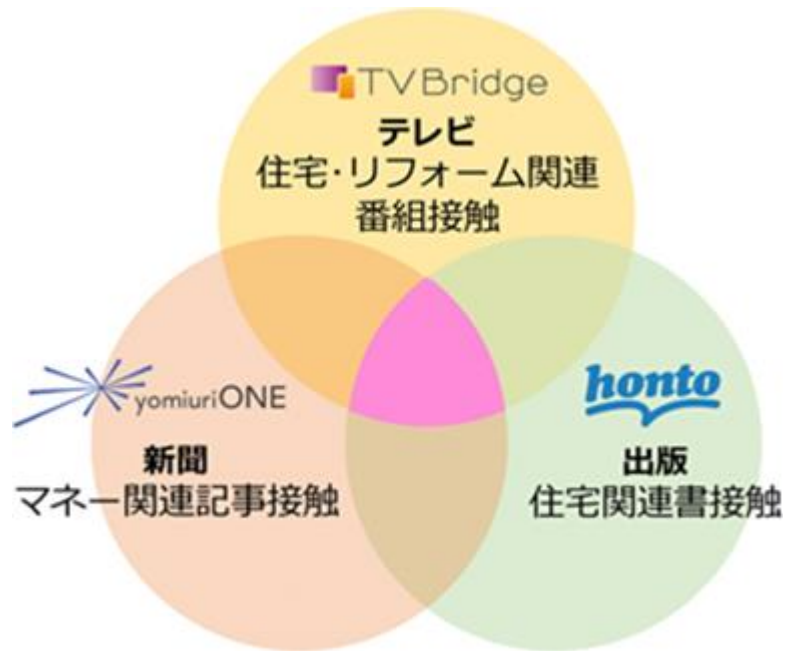 TVBridge
テレビ
住宅・リフォーム関連
番組接触
yomiuriONE
新聞
マネー関連記事接触
honto
出版
住宅関連書接触